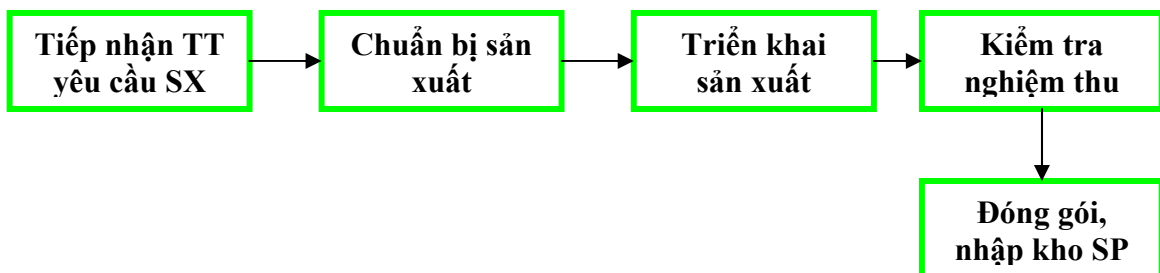 Tiếp nhận TT
yêu cầu SX
Chuẩn bị sản
xuất
Triển khai
sản xuất
Kiểm tra
nghiệm thu
Đóng gói,
nhập kho SP